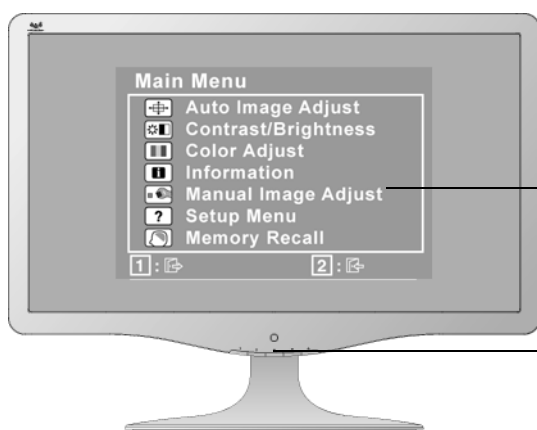 Main Menu
Auto Image Adjust
Contrast/Brightness
Color Adjust
Information
Manual Image Adjust
? Setup Menu
Memory Recall
1 : 2 :